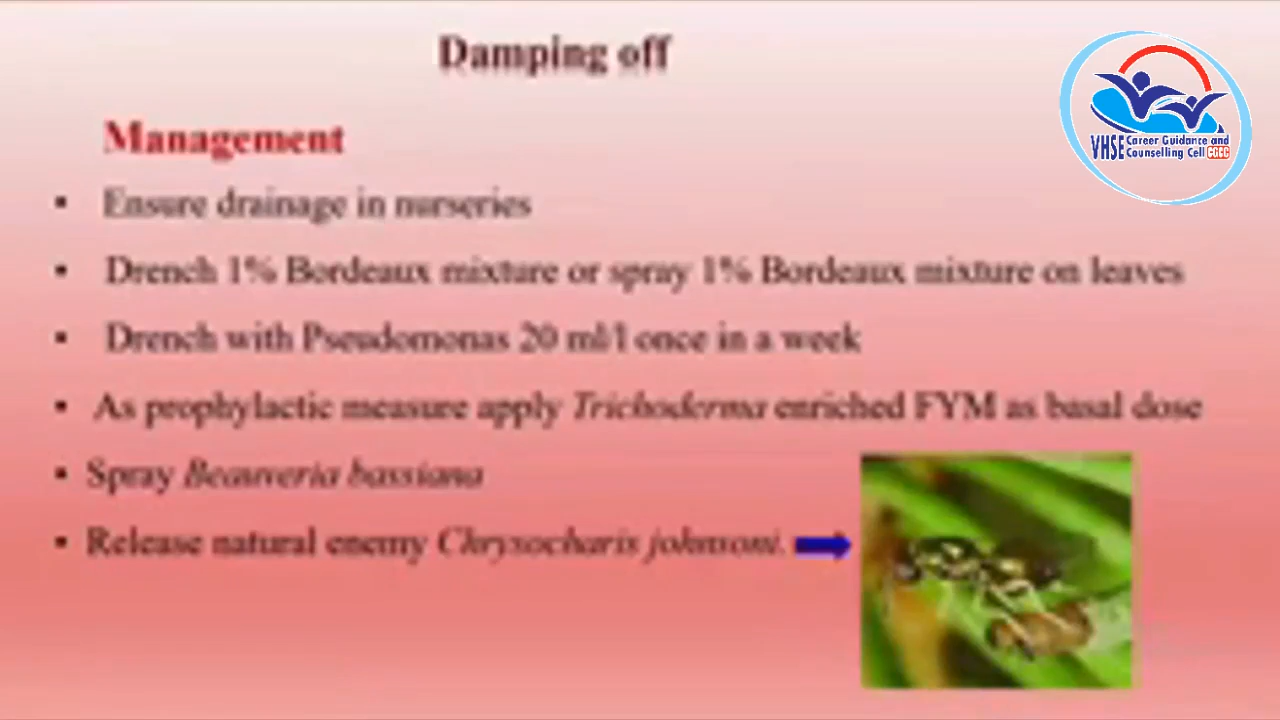 Damping off
Management
▪ Ensure drainage in nurseries
▪ Drench 1% Bordeaux mixture or spray 1% Bordeaux mixture on leaves
▪ Drench with Pseudomonas 20 ml/l once in a week
▪ As prophylactic measure apply Trichoderma enriched FYM as basal dose
▪ Spray Beauveria bassiana
▪ Release natural enemy Chrysocharis johnsoni.
VHSE Career Guidance and
Counselling Cell CGCC